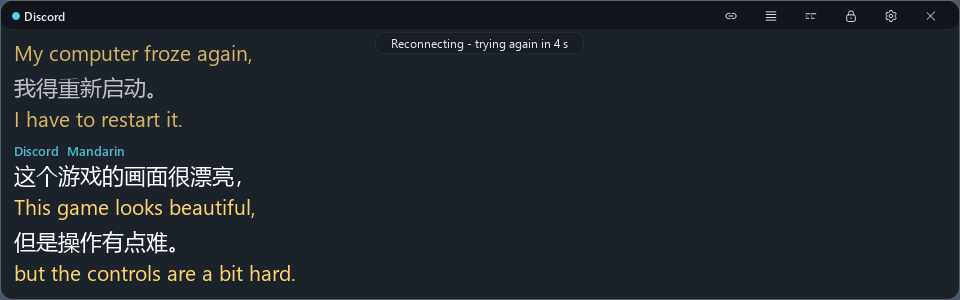 Discord
Reconnecting - trying again in 4 s
My computer froze again,
我得重新启动。
I have to restart it.
Discord Mandarin
这个游戏的画面很漂亮，
This game looks beautiful,
但是操作有点难。
but the controls are a bit hard.